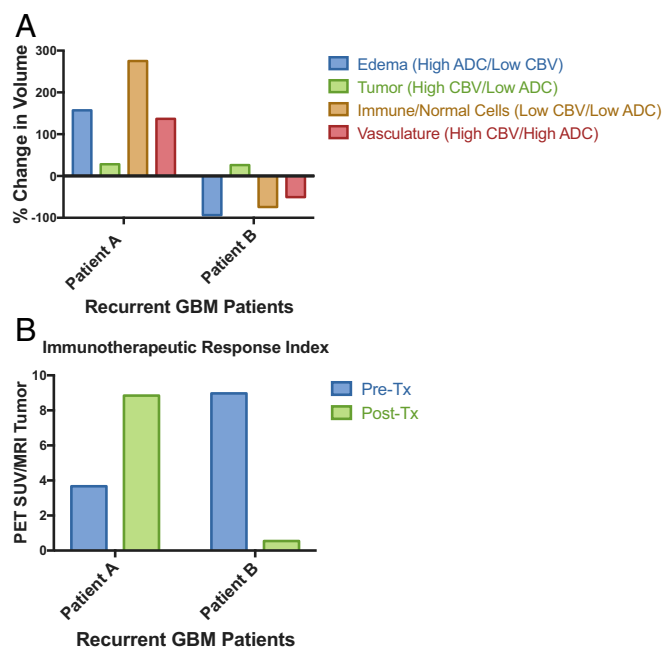 A
% Change in Volume
300
200
100
0
-100
Patient A
Patient B
Recurrent GBM Patients
Edema (High ADC/Low CBV)
Tumor (High CBV/Low ADC)
Immune/Normal Cells (Low CBV/Low ADC)
Vasculature (High CBV/High ADC)
B
Immunotherapeutic Response Index
PET SUV/MRI Tumor
10
8
6
4
2
0
Patient A
Patient B
Recurrent GBM Patients
Pre-Tx
Post-Tx